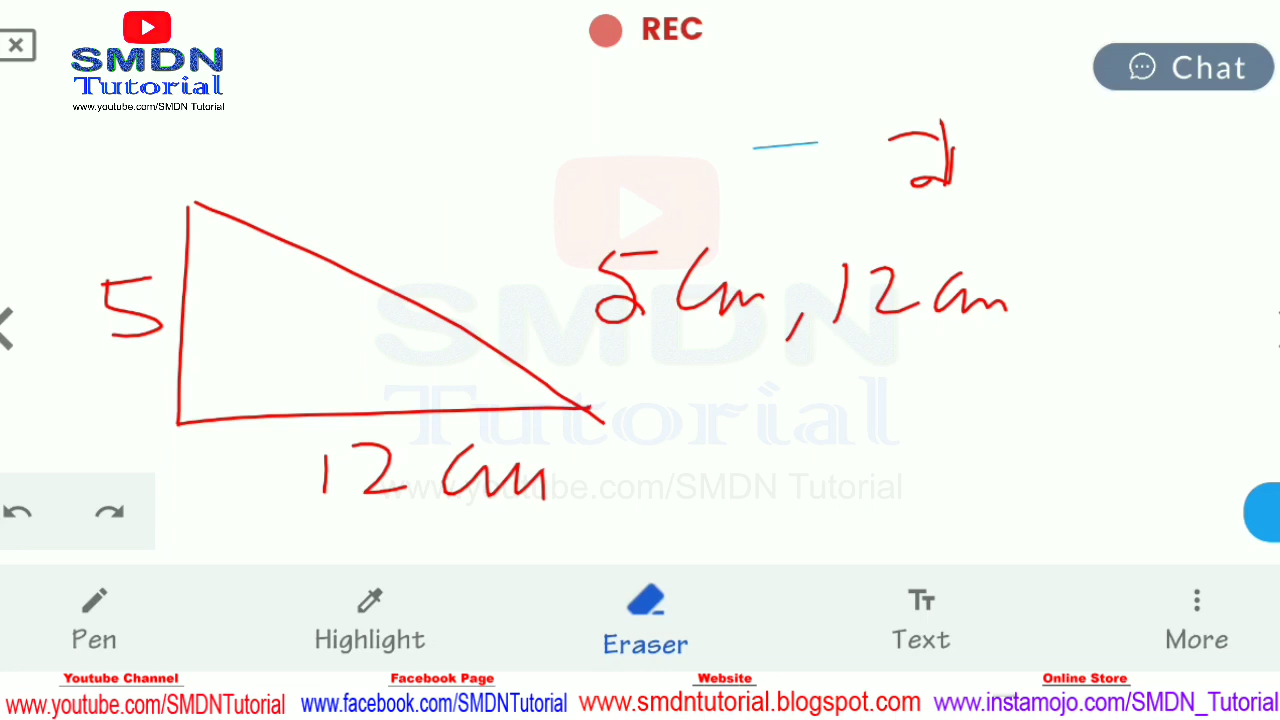 REC
SMDN
Tutorial
www.youtube.com/SMDN Tutorial
Chat
5 cm, 12 cm
5
12 cm
SMDN
Tutorial
www.youtube.com/SMDN Tutorial
Pen
Highlight
Eraser
Text
More
Youtube Channel
Facebook Page
Website
Online Store
www.youtube.com/SMDNTutorial
www.facebook.com/SMDNTutorial
www.smdntutorial.blogspot.com
www.instamojo.com/SMDN_Tutorial